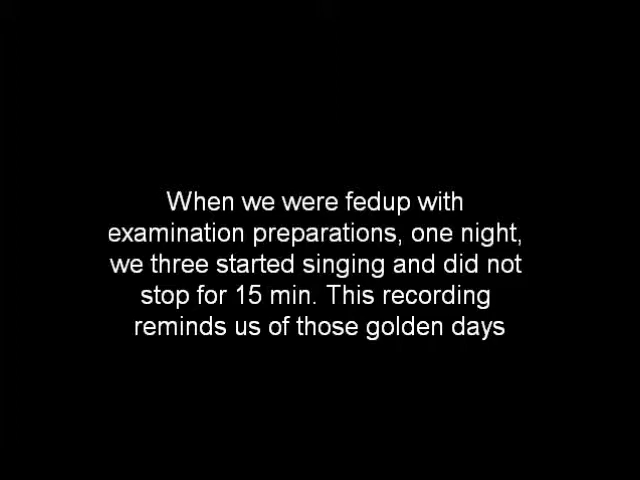 When we were fedup with
examination preparations, one night,
we three started singing and did not
stop for 15 min. This recording
reminds us of those golden days